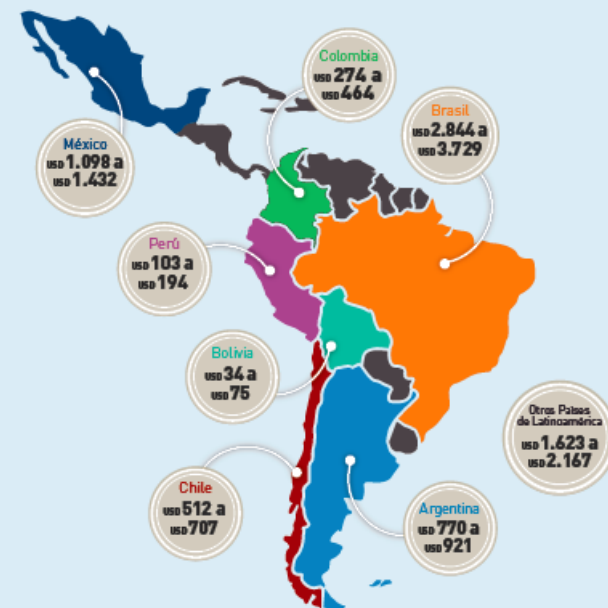 Colombia
USD 274 a
USD 464
Brasil
USD 2.844 a
USD 3.729
México
USD 1.098 a
USD 1.432
Perú
USD 103 a
USD 194
Bolivia
USD 34 a
USD 75
Otros Países
de Latinoamérica
USD 1.623 a
USD 2.167
Chile
USD 512 a
USD 707
Argentina
USD 770 a
USD 921